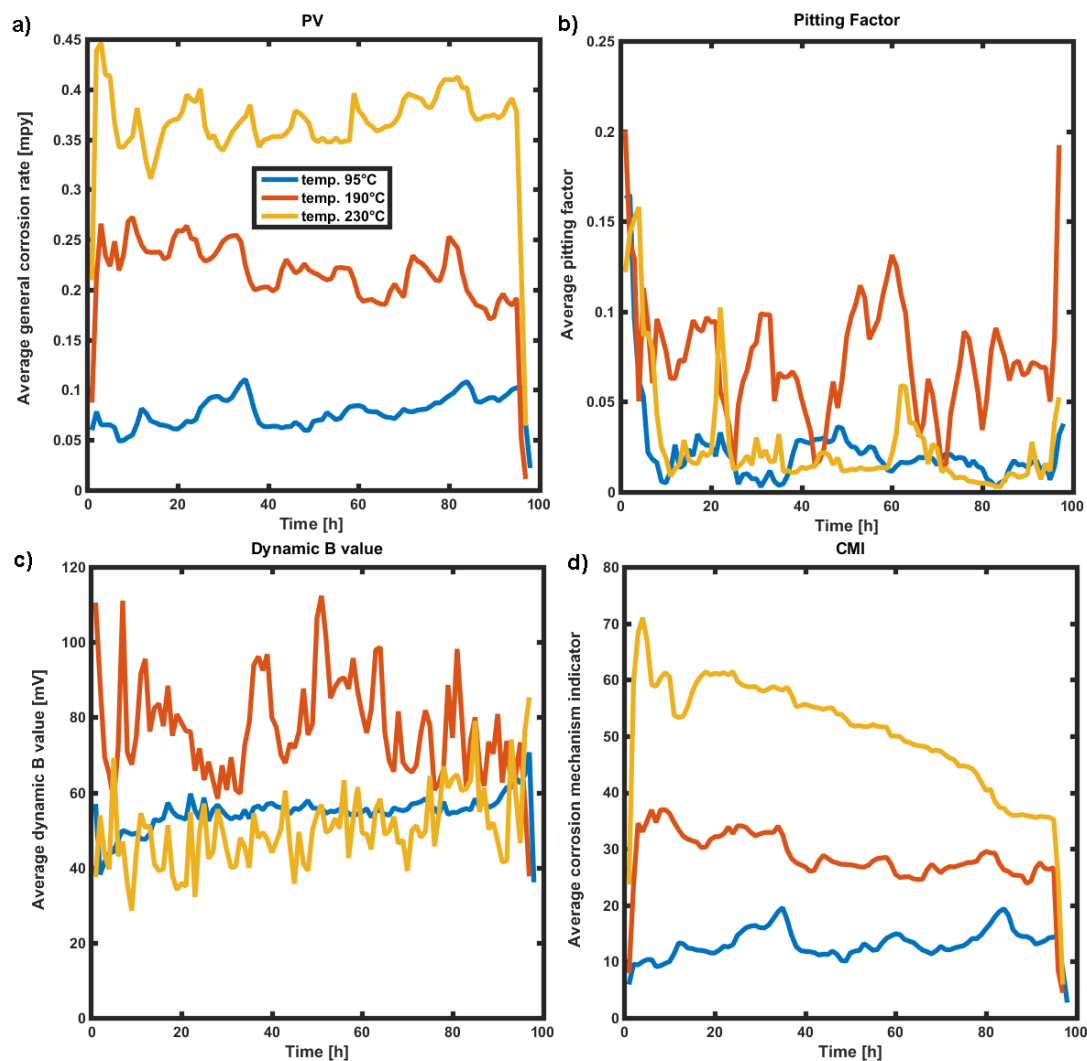 a)
PV
Average general corrosion rate [mpy]
0.45
0.4
0.35
0.3
0.25
0.2
0.15
0.1
0.05
0
temp. 95°C
temp. 190°C
temp. 230°C
0 20 40 60 80 100
Time [h]
b)
Pitting Factor
Average pitting factor
0.25
0.2
0.15
0.1
0.05
0
0 20 40 60 80 100
Time [h]
c)
Dynamic B value
Average dynamic B value [mV]
120
100
80
60
40
20
0
0 20 40 60 80 100
Time [h]
d)
CMI
Average corrosion mechanism indicator
80
70
60
50
40
30
20
10
0
0 20 40 60 80 100
Time [h]